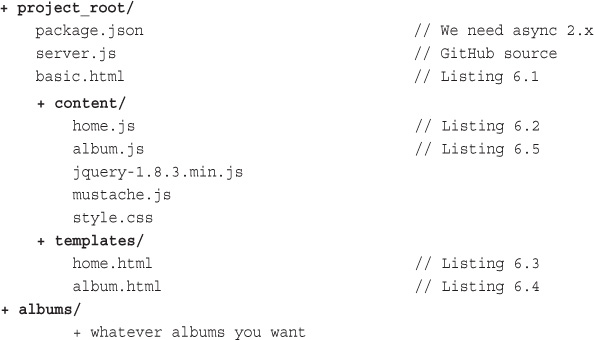 + project_root/
package.json // We need async 2.x
server.js // GitHub source
basic.html // Listing 6.1
+ content/
home.js // Listing 6.2
album.js // Listing 6.5
jquery-1.8.3.min.js
mustache.js
style.css
+ templates/
home.html // Listing 6.3
album.html // Listing 6.4
+ albums/
+ whatever albums you want